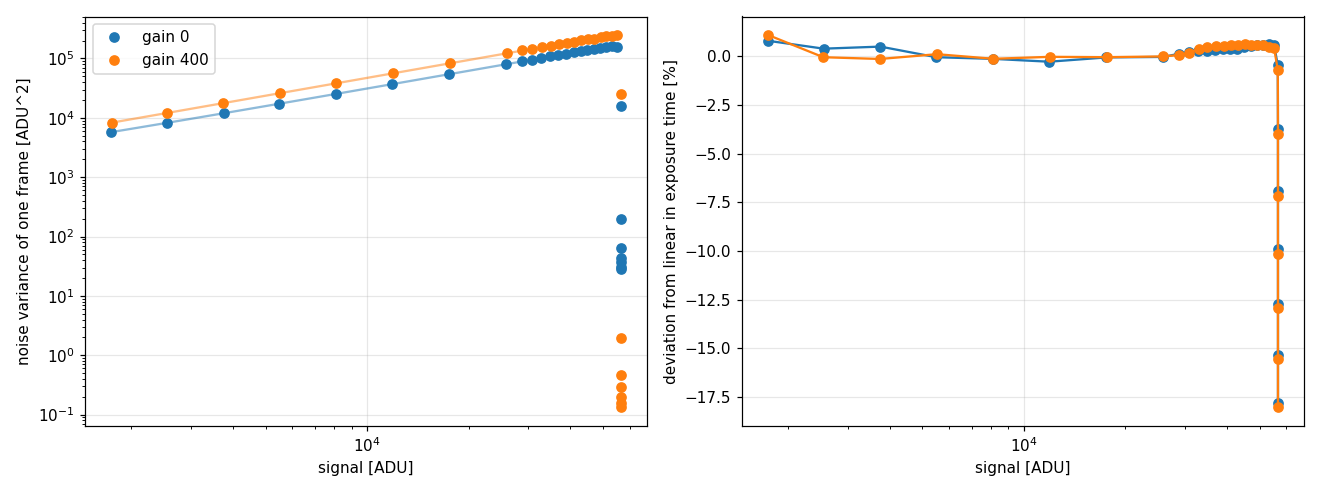 noise variance of one frame [ADU^2]
10^5
10^4
10^3
10^2
10^1
10^0
10^−1
gain 0
gain 400
10^4
signal [ADU]
deviation from linear in exposure time [%]
0.0
−2.5
−5.0
−7.5
−10.0
−12.5
−15.0
−17.5
10^4
signal [ADU]